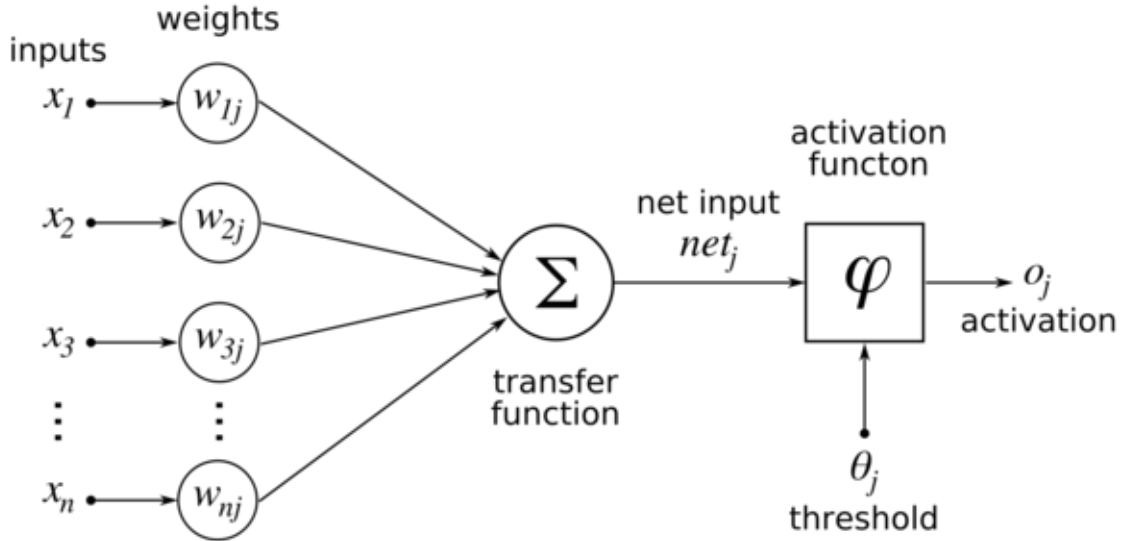 weights
inputs
x1
w1j
x2
w2j
x3
w3j
⋮
⋮
xn
wnj
Σ
transfer
function
net input
netj
activation
functon
φ
oj
activation
θj
threshold